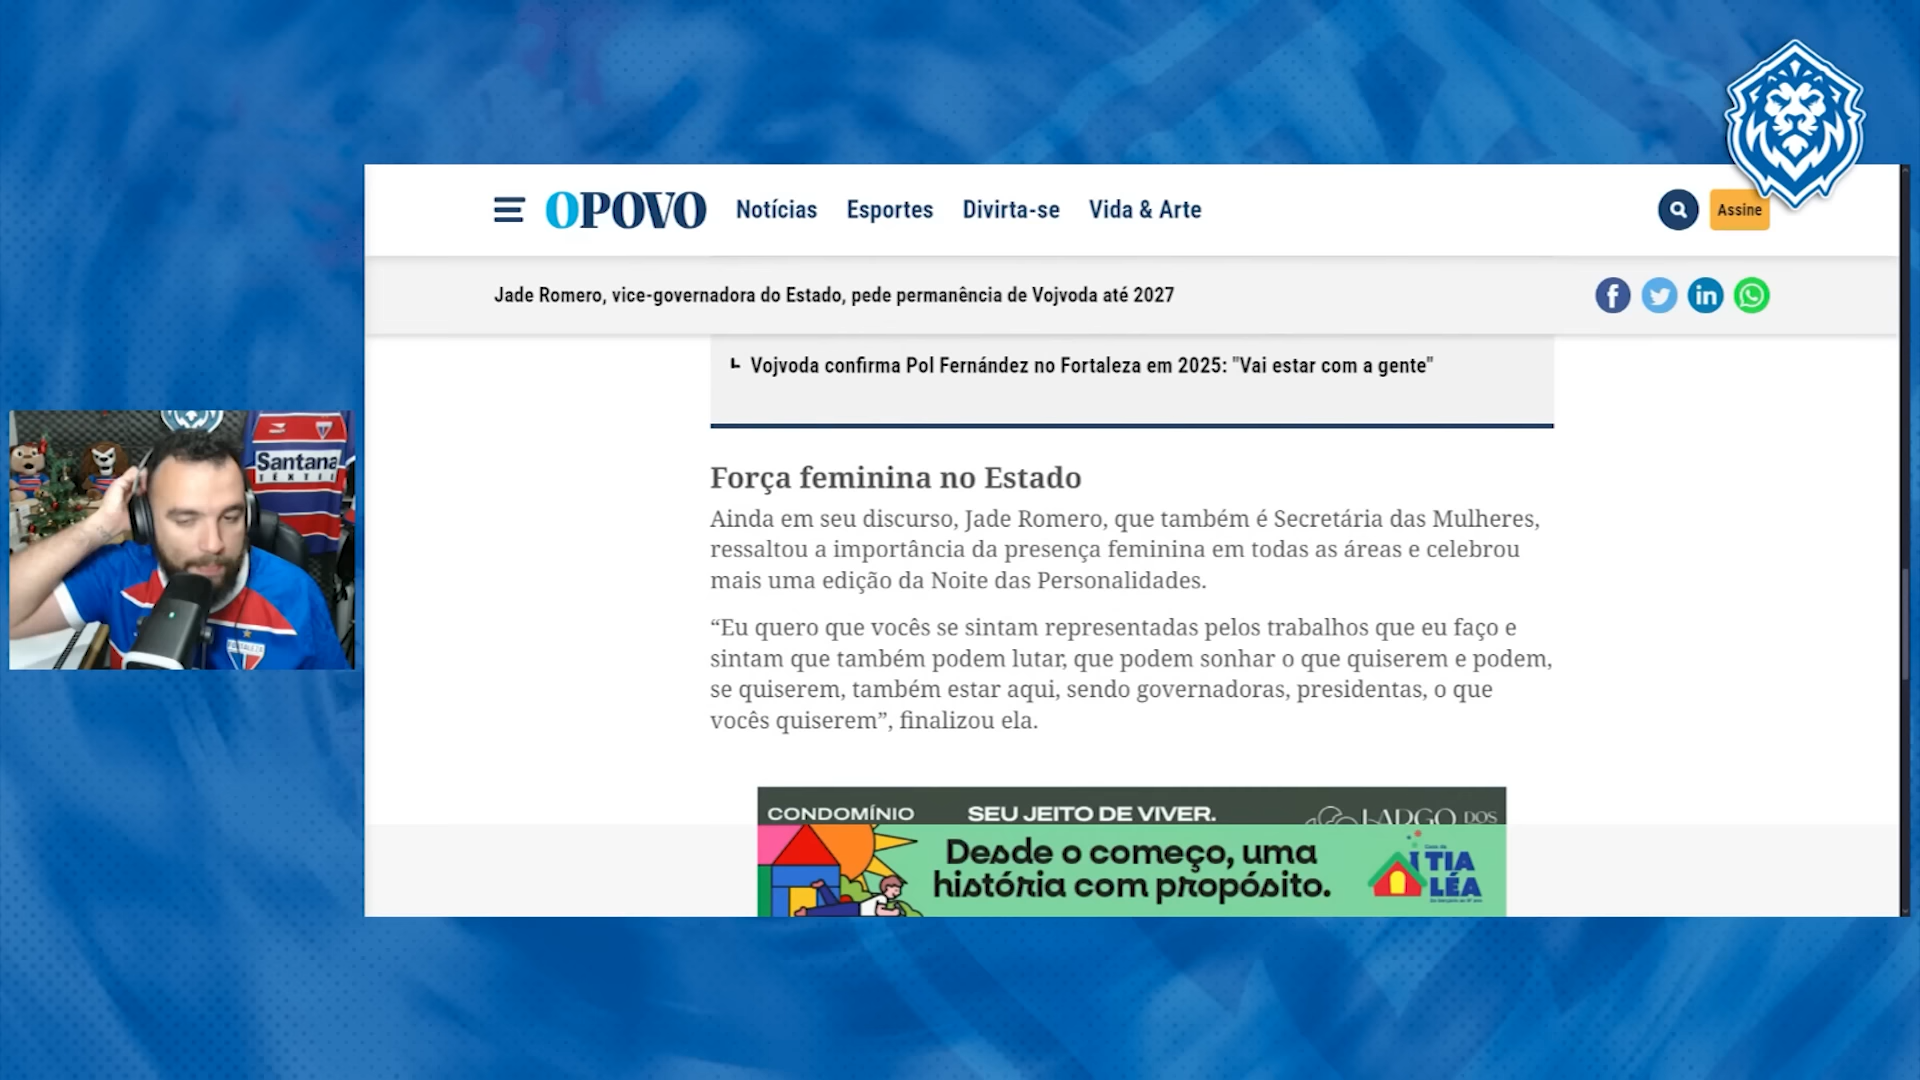 OPOVO
Notícias
Esportes
Divirta-se
Vida & Arte
Assine
Jade Romero, vice-governadora do Estado, pede permanência de Vojvoda até 2027
Vojvoda confirma Pol Fernández no Fortaleza em 2025: "Vai estar com a gente"
Santana
TÊXTIL
Força feminina no Estado
Ainda em seu discurso, Jade Romero, que também é Secretária das Mulheres,
ressaltou a importância da presença feminina em todas as áreas e celebrou
mais uma edição da Noite das Personalidades.
“Eu quero que vocês se sintam representadas pelos trabalhos que eu faço e
sintam que também podem lutar, que podem sonhar o que quiserem e podem,
se quiserem, também estar aqui, sendo governadoras, presidentas, o que
vocês quiserem”, finalizou ela.
CONDOMÍNIO
SEU JEITO DE VIVER.
LARGO DOS
Desde o começo, uma
história com propósito.
TIA
LÉA